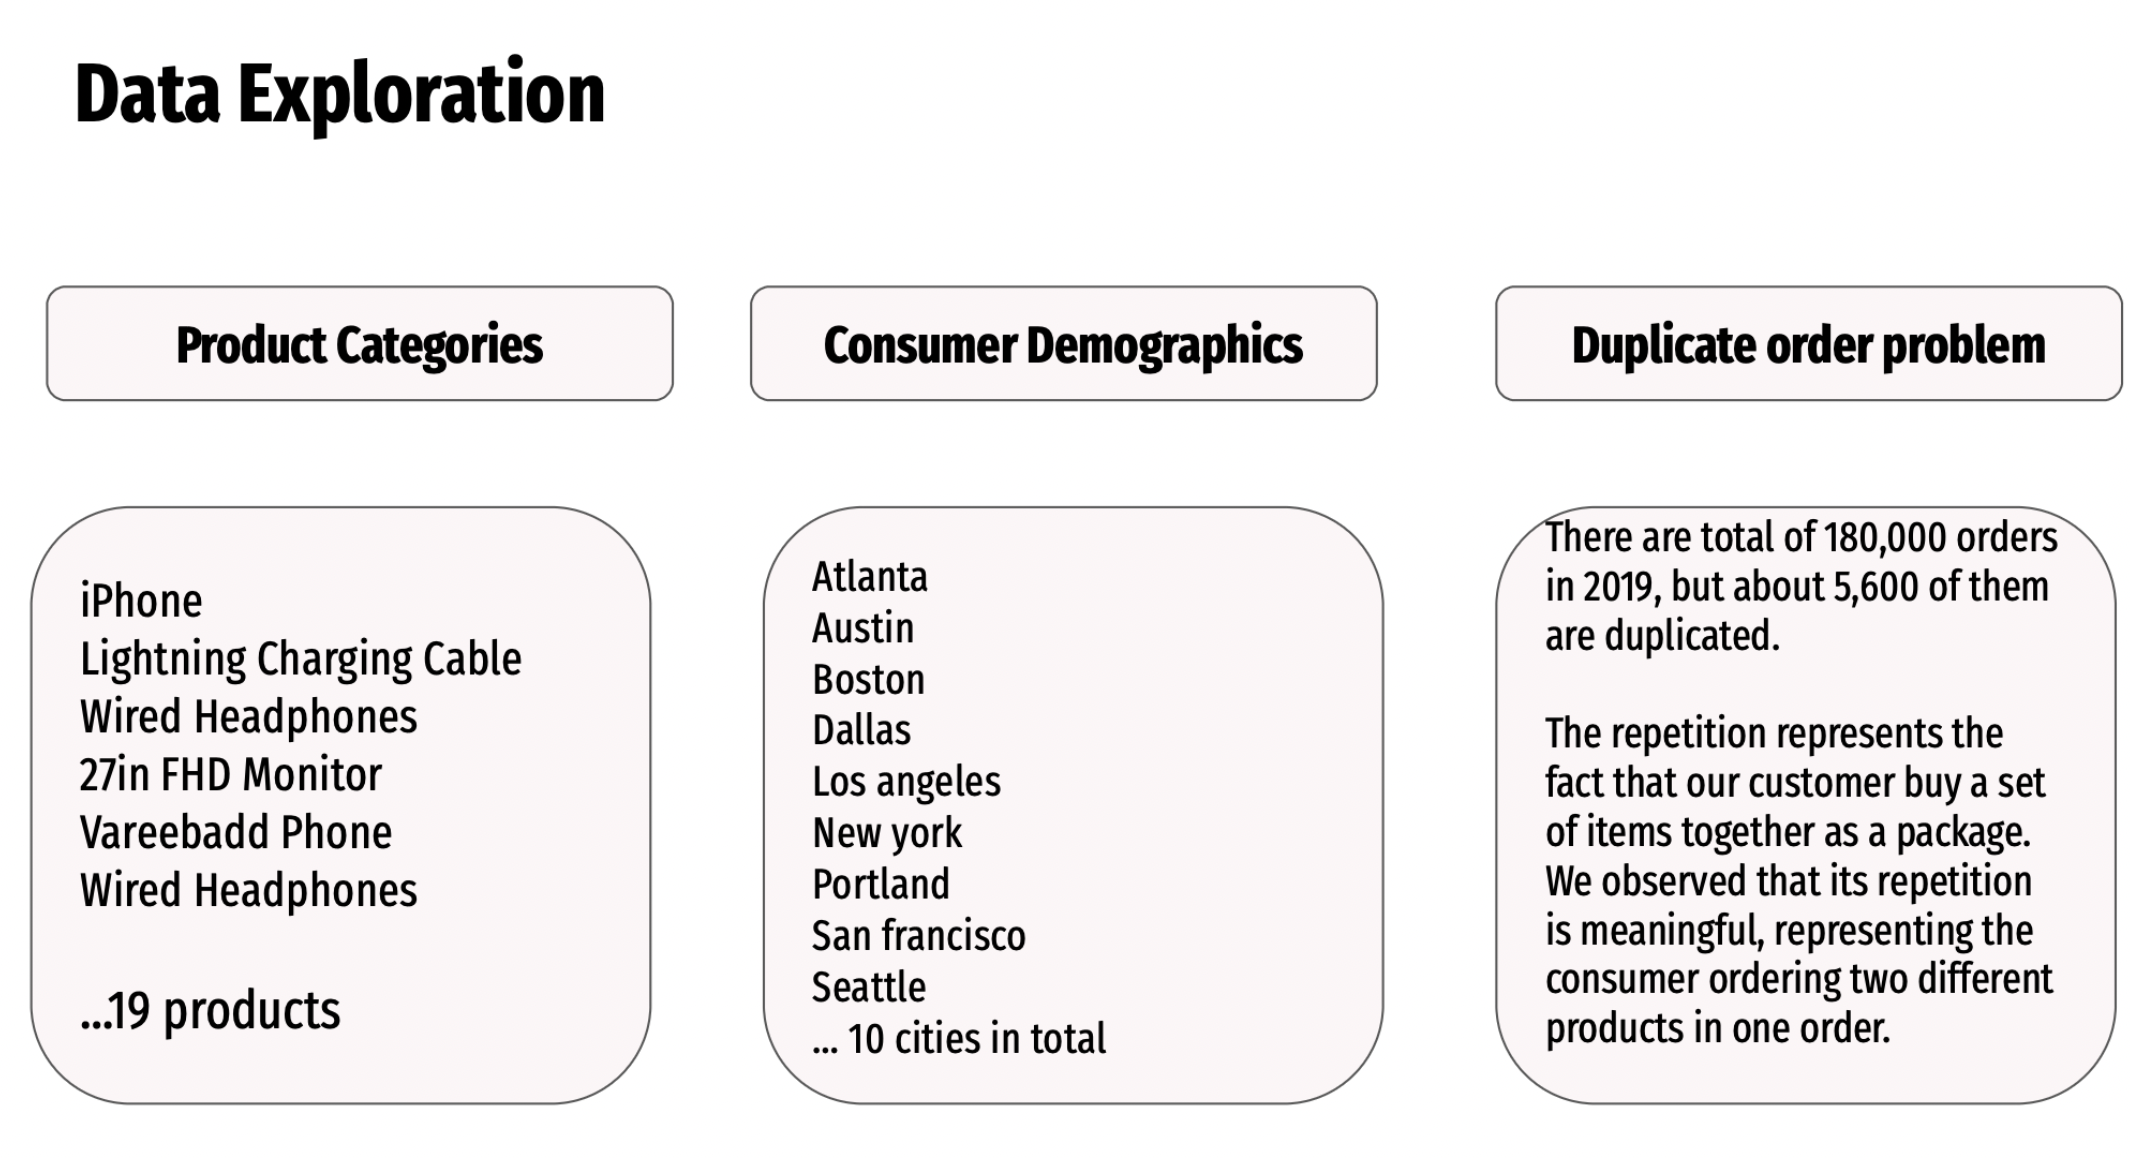 Data Exploration
Product Categories
iPhone
Lightning Charging Cable
Wired Headphones
27in FHD Monitor
Vareebadd Phone
Wired Headphones
...19 products
Consumer Demographics
Atlanta
Austin
Boston
Dallas
Los angeles
New york
Portland
San francisco
Seattle
... 10 cities in total
Duplicate order problem
There are total of 180,000 orders
in 2019, but about 5,600 of them
are duplicated.
The repetition represents the
fact that our customer buy a set
of items together as a package.
We observed that its repetition
is meaningful, representing the
consumer ordering two different
products in one order.